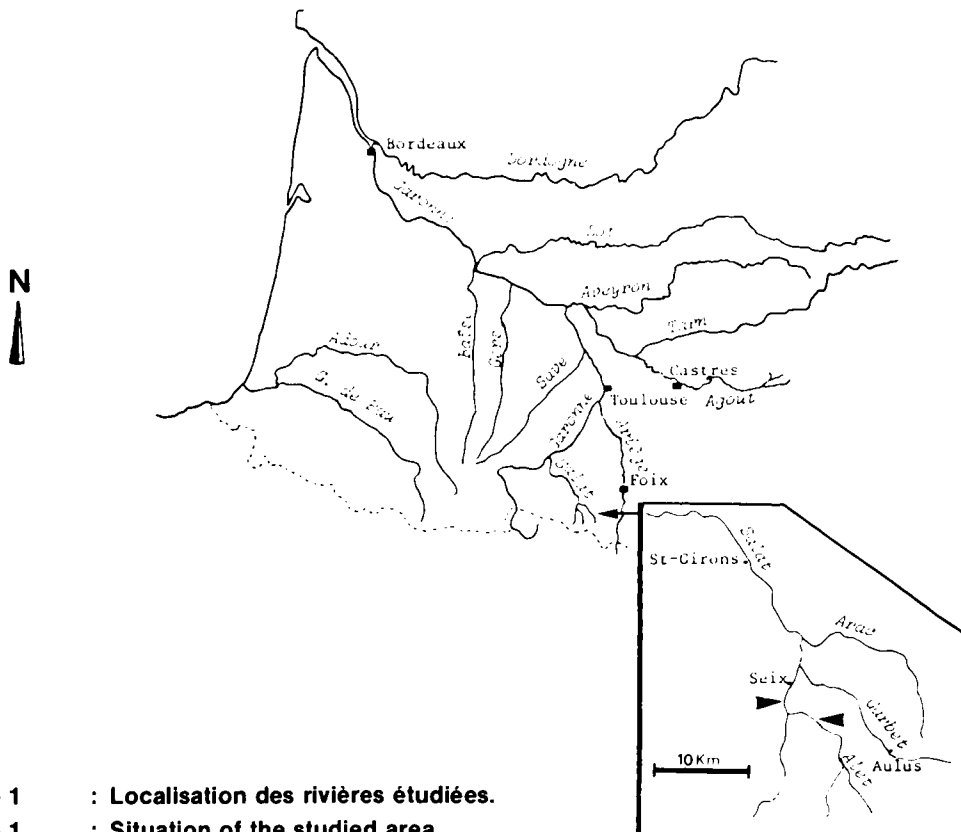 Bordeaux
Dordogne
Garonne
Lot
N
Aveyron
Tarn
Adour
Baïse
Gers
Save
Castres
G. de Pau
Toulouse Agout
Garonne
Ariège
Salat
Foix
Salat
St-Girons
Arac
Seix
Garbet
10 Km
Alet
Aulus
1 : Localisation des rivières étudiées.
1 : Situation of the studied area